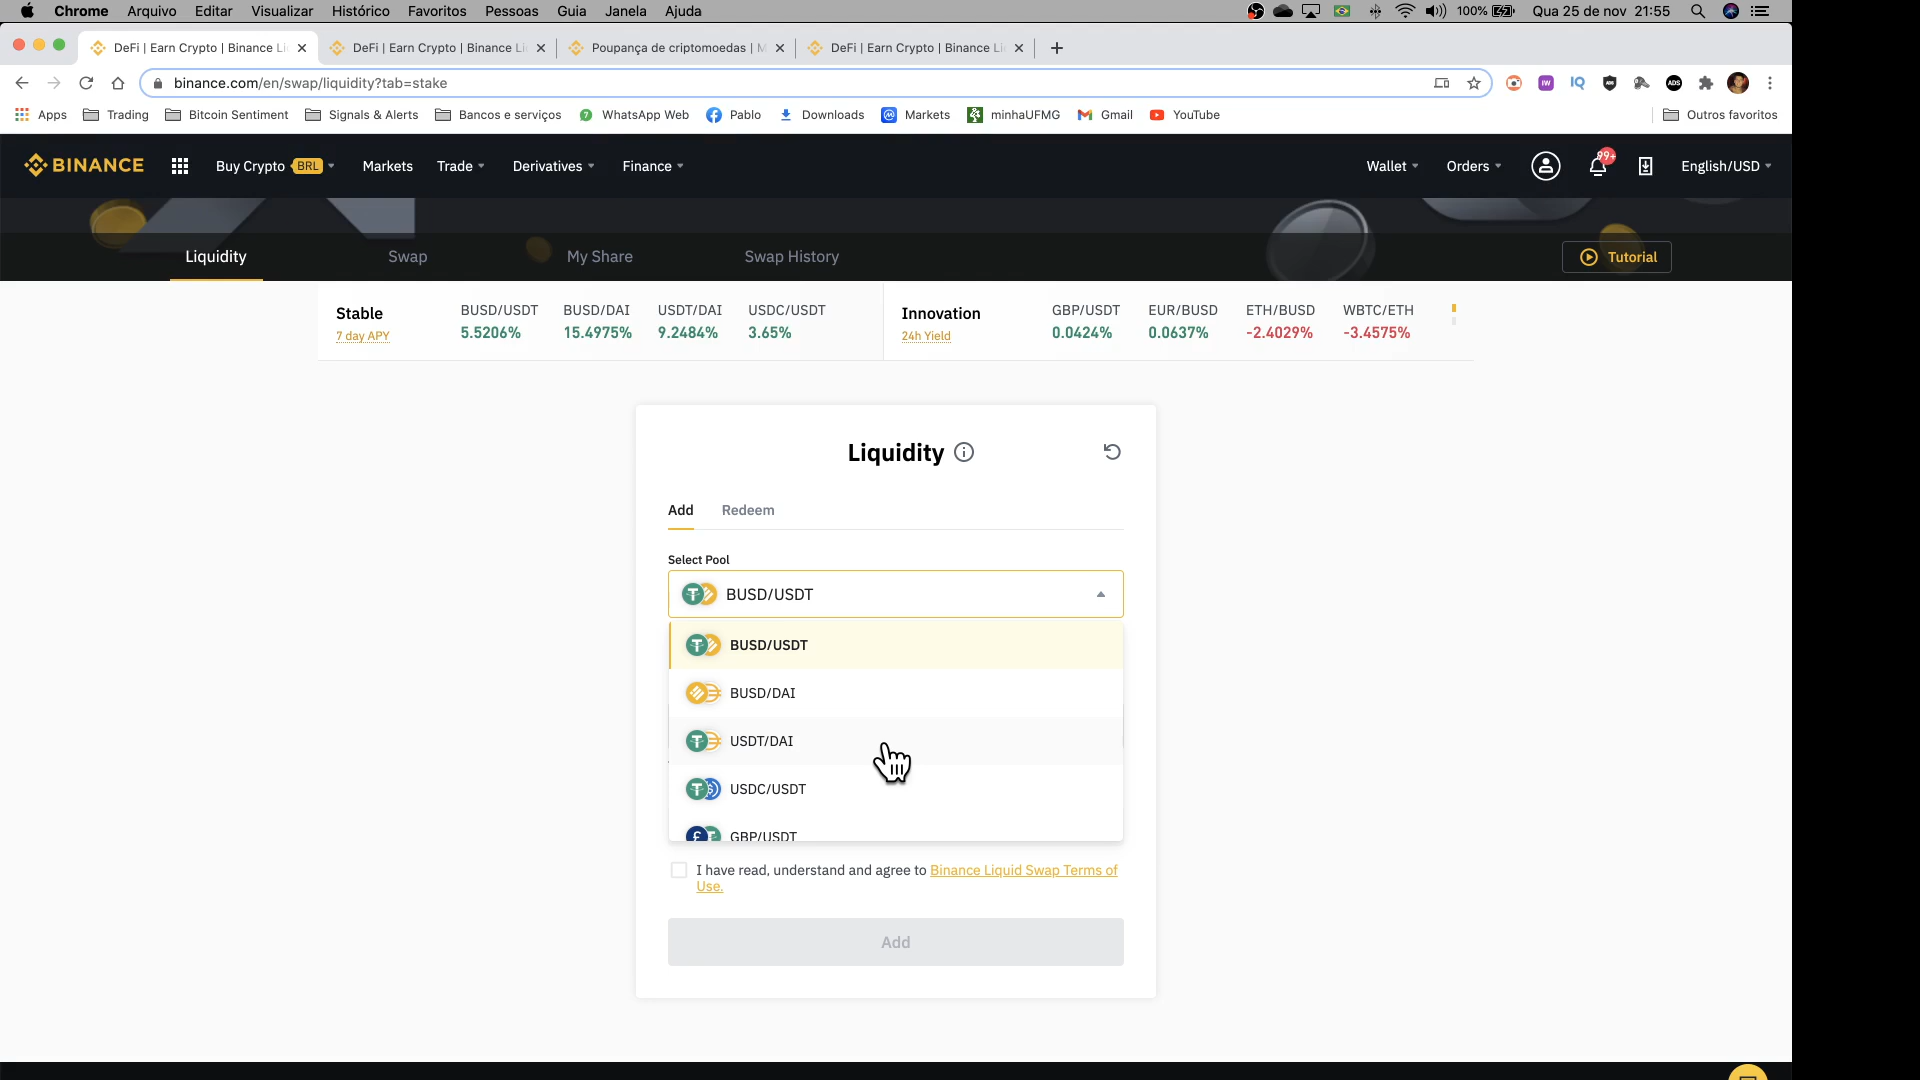 Chrome Arquivo Editar Visualizar Histórico Favoritos Pessoas Guia Janela Ajuda 100% Qua 25 de nov 21:55
DeFi | Earn Crypto | Binance Li DeFi | Earn Crypto | Binance Li Poupança de criptomoedas | M DeFi | Earn Crypto | Binance Li
binance.com/en/swap/liquidity?tab=stake
Apps Trading Bitcoin Sentiment Signals & Alerts Bancos e serviços WhatsApp Web Pablo Downloads Markets minhaUFMG Gmail YouTube Outros favoritos
BINANCE Buy Crypto BRL Markets Trade Derivatives Finance Wallet Orders 99+ English/USD
Liquidity Swap My Share Swap History Tutorial
Stable BUSD/USDT BUSD/DAI USDT/DAI USDC/USDT Innovation GBP/USDT EUR/BUSD ETH/BUSD WBTC/ETH
7 day APY 5.5206% 15.4975% 9.2484% 3.65% 24h Yield 0.0424% 0.0637% -2.4029% -3.4575%
Liquidity
Add Redeem
Select Pool
BUSD/USDT
BUSD/USDT
BUSD/DAI
USDT/DAI
USDC/USDT
GBP/USDT
I have read, understand and agree to Binance Liquid Swap Terms of
Use.
Add